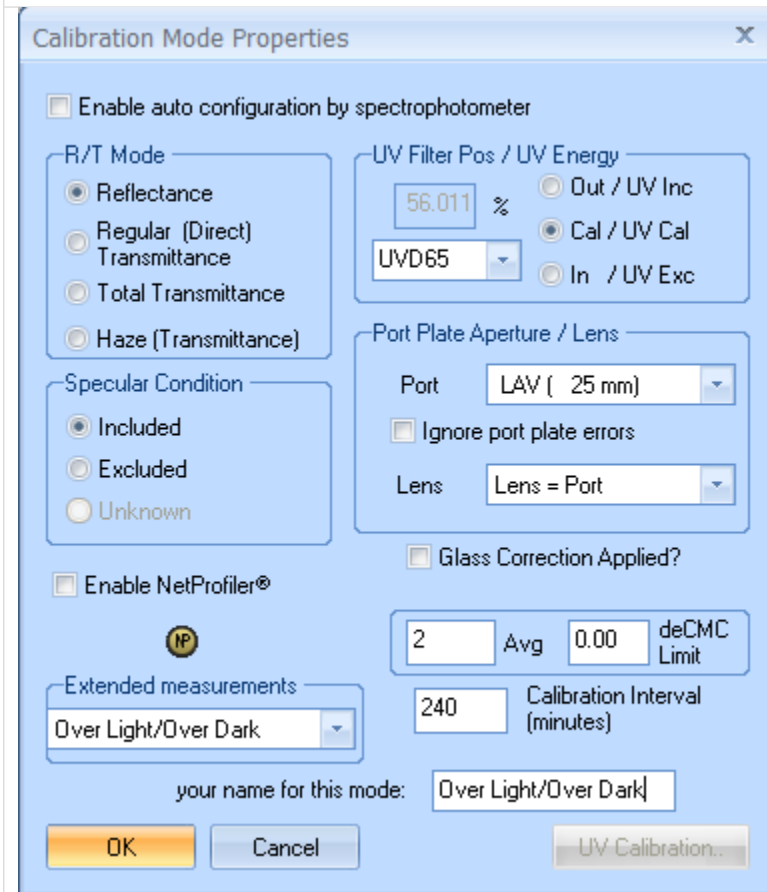 Calibration Mode Properties
x
Enable auto configuration by spectrophotometer
R/T Mode
Reflectance
Regular (Direct)
Transmittance
Total Transmittance
Haze (Transmittance)
UV Filter Pos / UV Energy
56.011 %
UVD65
Out / UV Inc
Cal / UV Cal
In / UV Exc
Specular Condition
Included
Excluded
Unknown
Port Plate Aperture / Lens
Port LAV ( 25 mm)
Ignore port plate errors
Lens Lens = Port
Glass Correction Applied?
Enable NetProfiler®
NP
2 Avg 0.00 deCMC
Limit
Extended measurements
Over Light/Over Dark
240 Calibration Interval
(minutes)
your name for this mode: Over Light/Over Dark
OK Cancel UV Calibration..